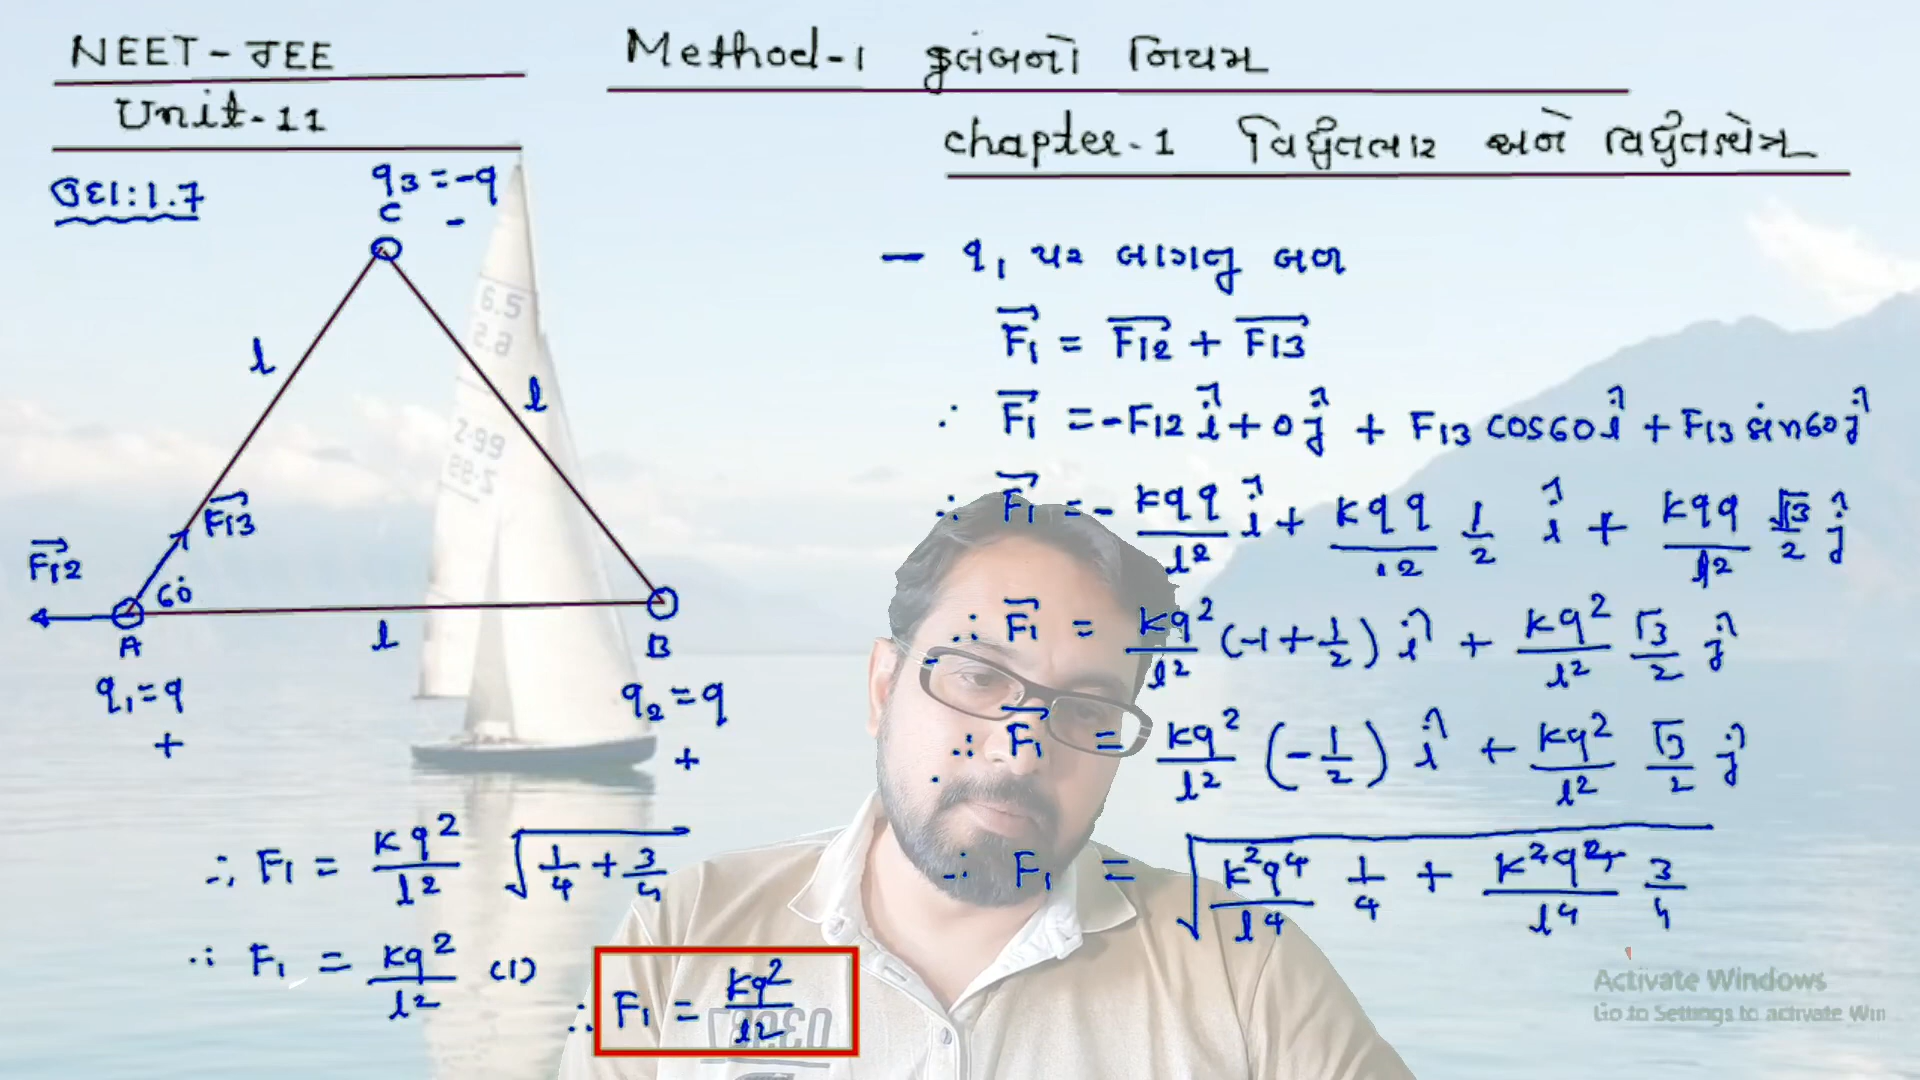 NEET - JEE
Unit - 11
Method-1 કુલંબનો નિયમ
chapter-1 વિદ્યુતભાર અને વિદ્યુતક્ષેત્ર
ઉદા:1.7
q3 = -q
C -
l
l
F13
F12
60°
A
l
B
q1 = q
+
q2 = q
+
— q1 પર લાગતુ બળ
F1 = F12 + F13
∴ F1 = -F12 î + 0 ĵ + F13 cos60 î + F13 sin60 ĵ
∴ F1 = - kqq/l² î + kqq/l² 1/2 î + kqq/l² √3/2 ĵ
∴ F1 = kq²/l² (-1 + 1/2) î + kq²/l² √3/2 ĵ
∴ F1 = kq²/l² (-1/2) î + kq²/l² √3/2 ĵ
∴ F1 = √(k²q⁴/l⁴ 1/4 + k²q⁴/l⁴ 3/4)
∴ F1 = kq²/l² √(1/4 + 3/4)
∴ F1 = kq²/l² (1)
∴ F1 = kq²/l²
6.5
2-99
Activate Windows
Go to Settings to activate Win